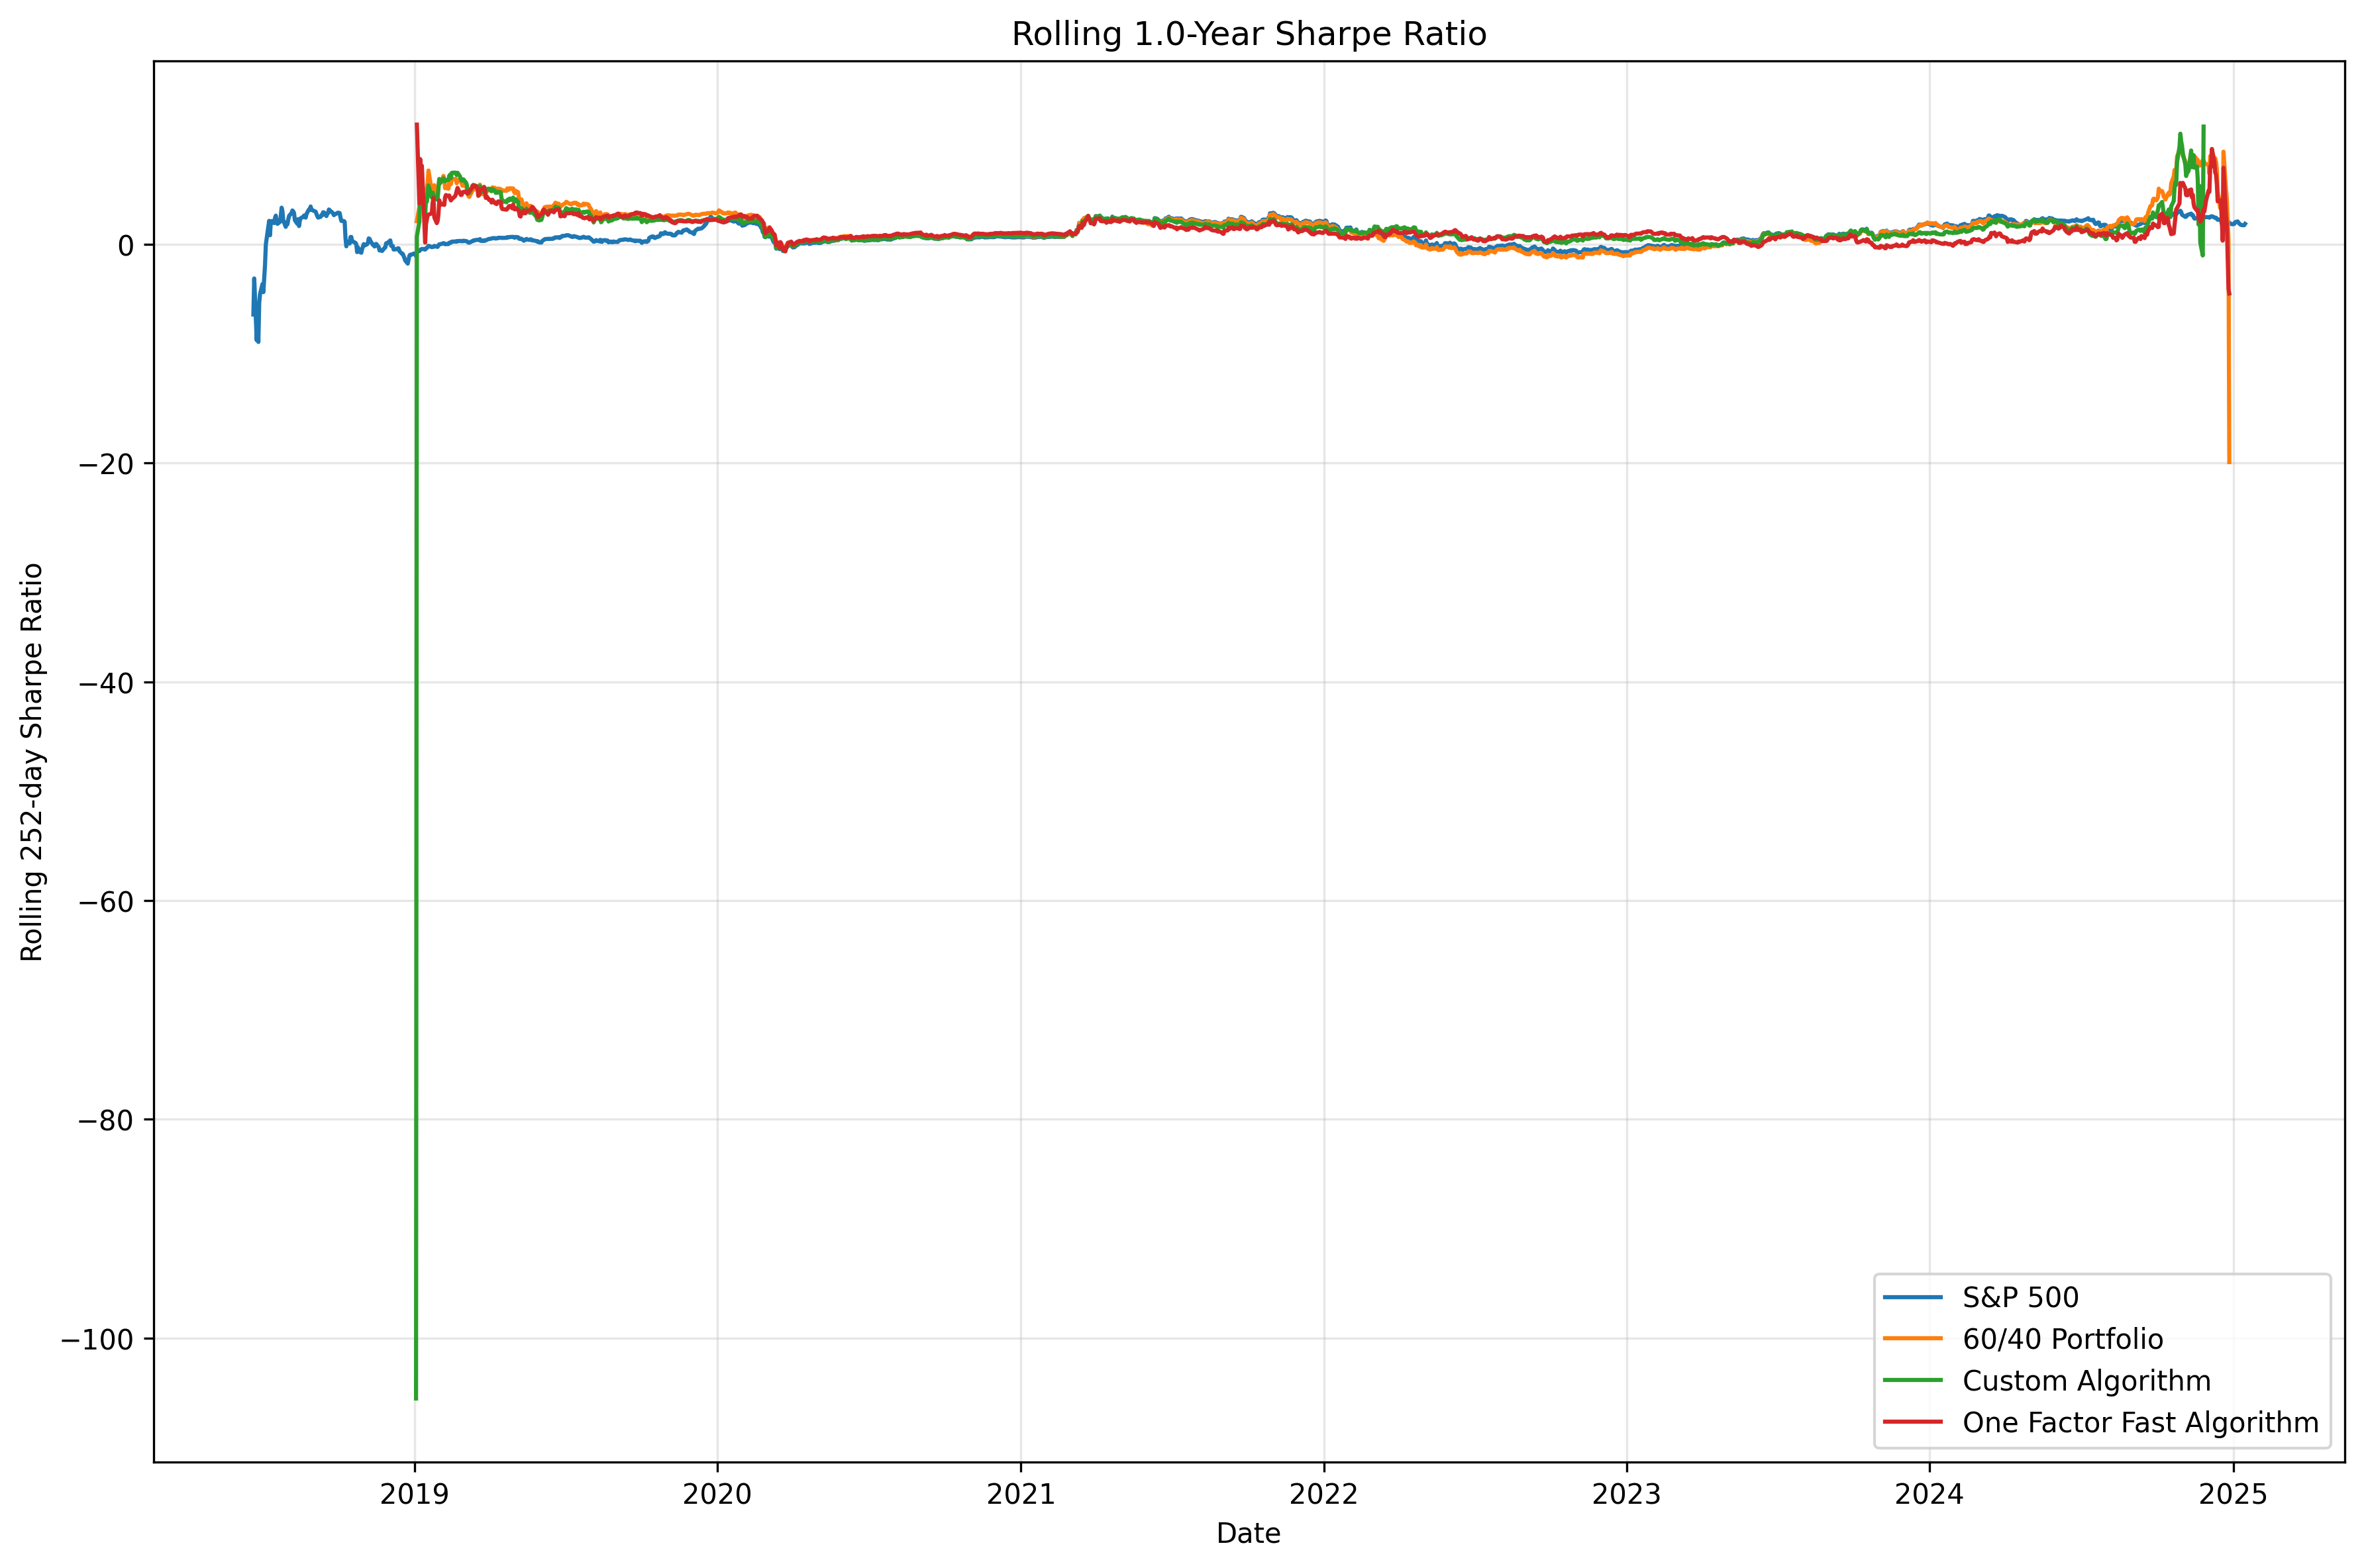 Rolling 1.0-Year Sharpe Ratio
Rolling 252-day Sharpe Ratio
0
−20
−40
−60
−80
−100
2019
2020
2021
2022
2023
2024
2025
Date
S&P 500
60/40 Portfolio
Custom Algorithm
One Factor Fast Algorithm